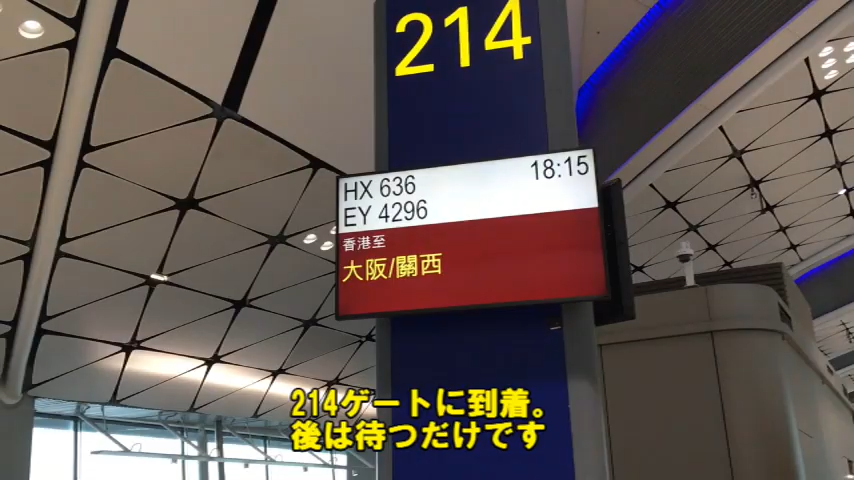 214
HX 636 18:15
EY 4296
香港至
大阪/關西
214ゲートに到着。
後は待つだけです